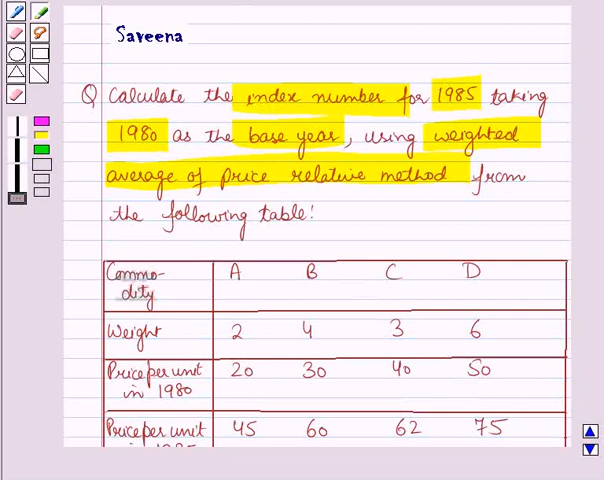 Saveena
Q Calculate the index number for 1985 taking
1980 as the base year, using weighted
average of price relative method from
the following table:
Commo- A B C D
dity
Weight 2 4 3 6
Price per unit 20 30 40 50
in 1980
Price per unit 45 60 62 75
in 1985